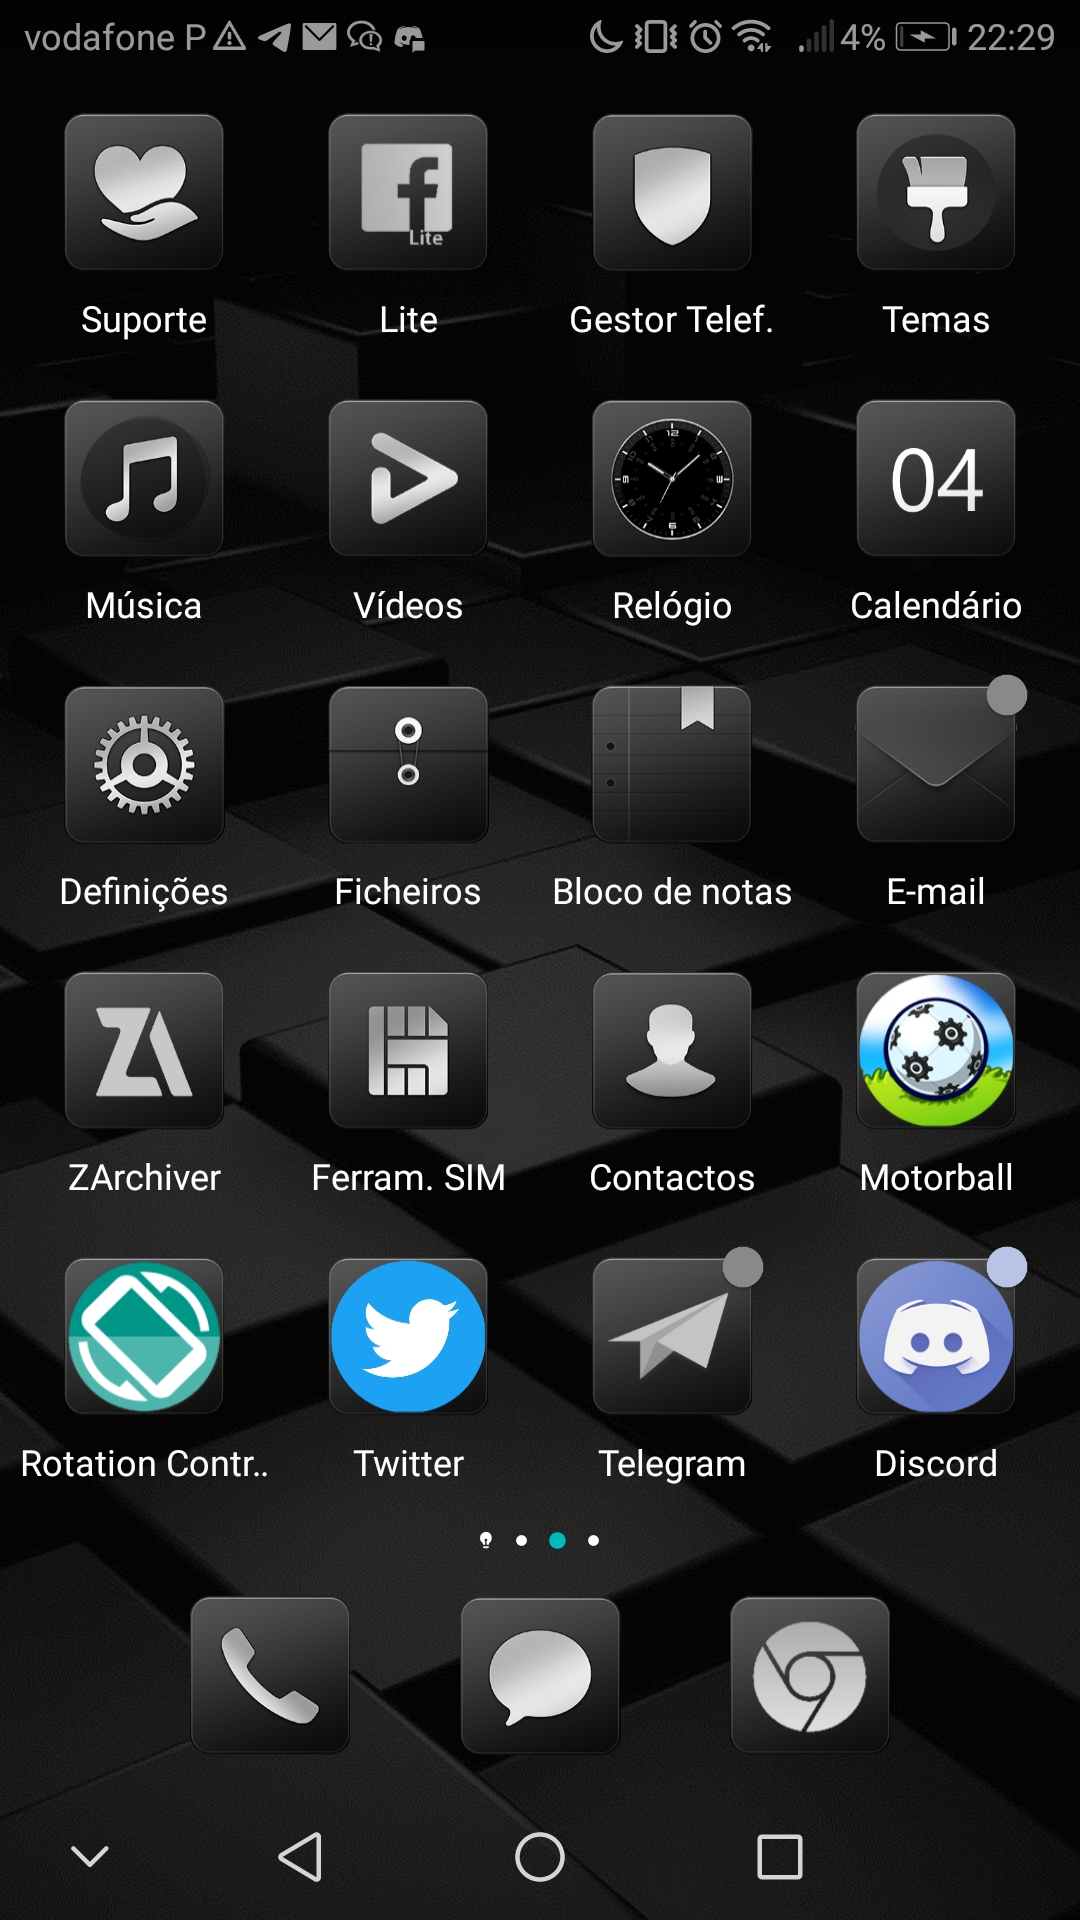 vodafone P 4% 22:29
Lite
Suporte Lite Gestor Telef. Temas
04
Música Vídeos Relógio Calendário
Definições Ficheiros Bloco de notas E-mail
ZA
ZArchiver Ferram. SIM Contactos Motorball
Rotation Contr.. Twitter Telegram Discord